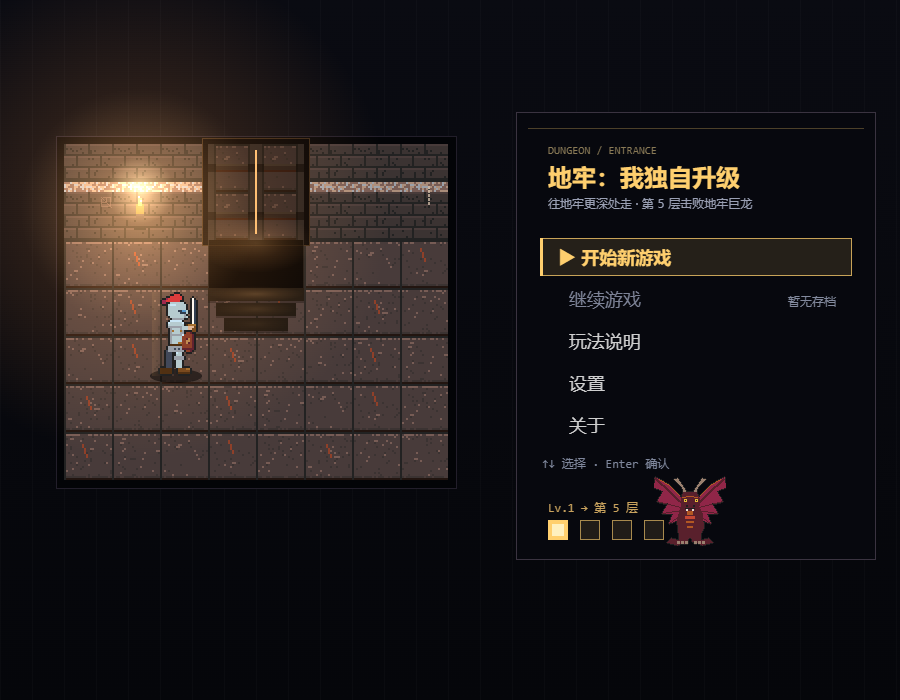 DUNGEON / ENTRANCE
地牢：我独自升级
往地牢更深处走 · 第 5 层击败地牢巨龙
▶ 开始新游戏
继续游戏 暂无存档
玩法说明
设置
关于
↑↓ 选择 · Enter 确认
Lv.1 → 第 5 层